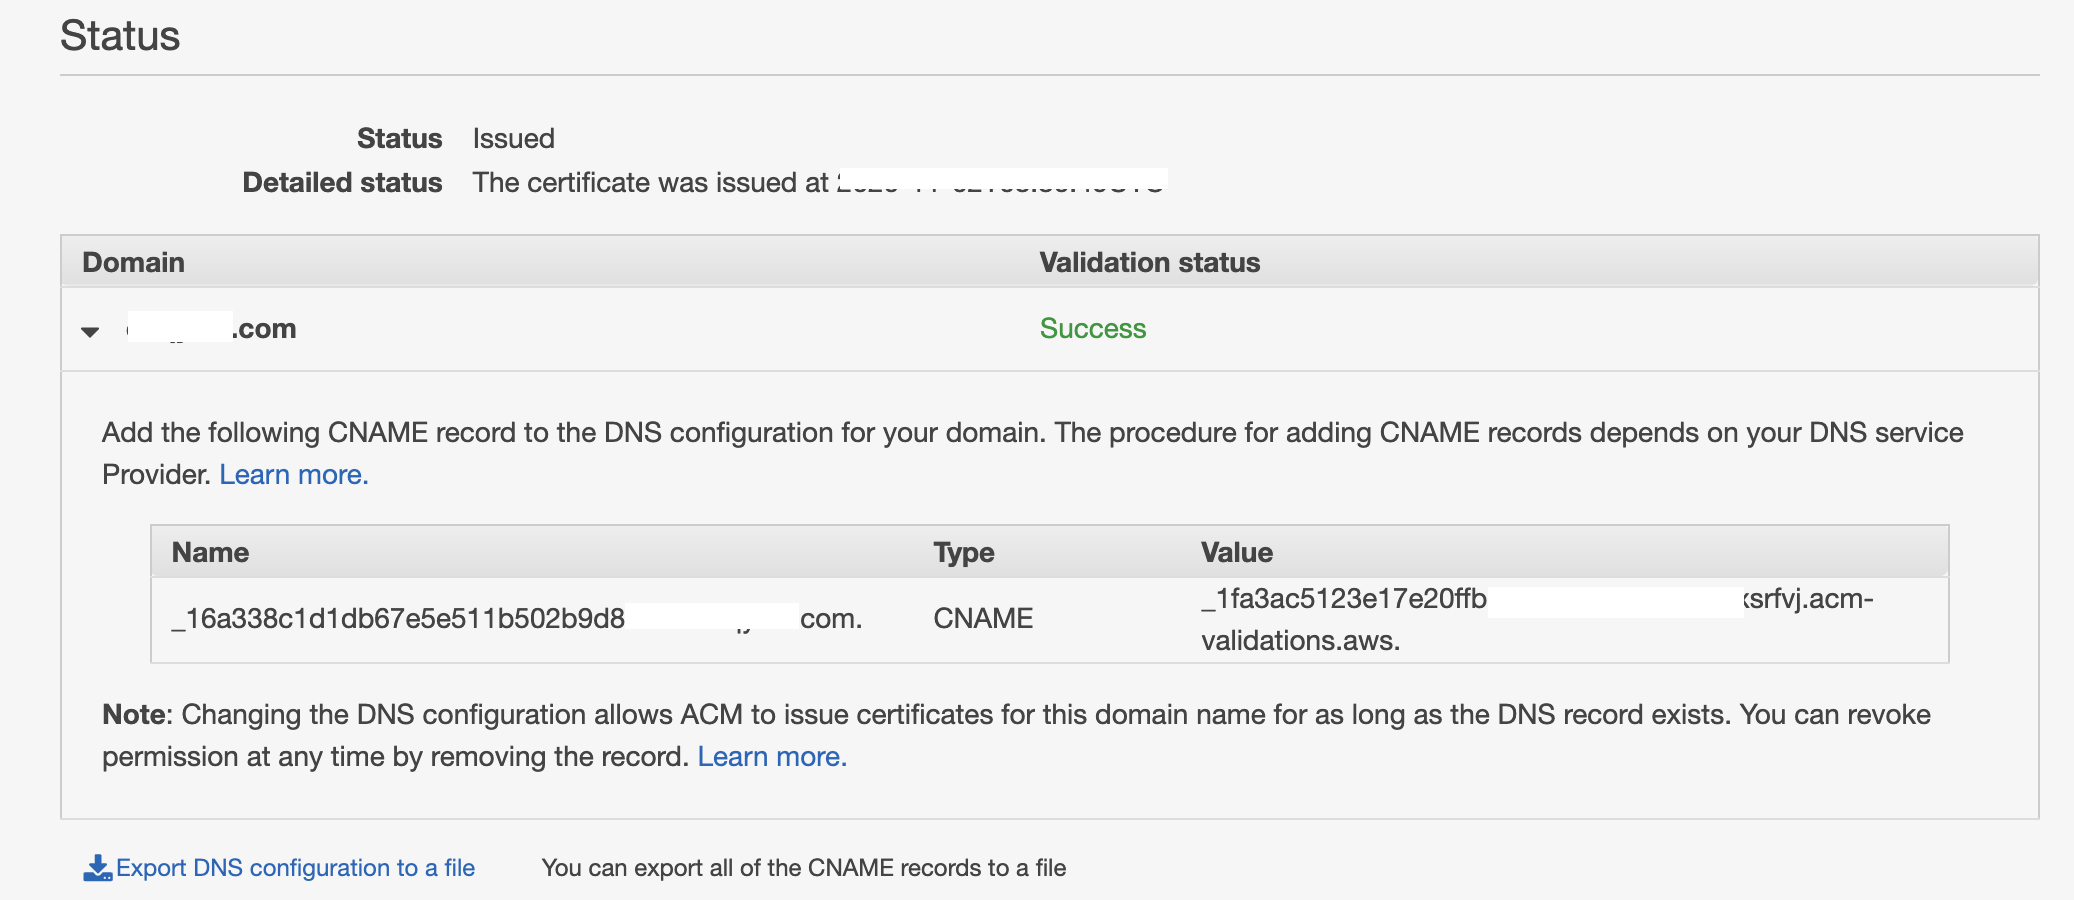 Status
Status Issued
Detailed status The certificate was issued at
Domain Validation status
.com Success
Add the following CNAME record to the DNS configuration for your domain. The procedure for adding CNAME records depends on your DNS service
Provider. Learn more.
Name Type Value
_16a338c1d1db67e5e511b502b9d8 com. CNAME _1fa3ac5123e17e20ffb xsrfvj.acm-
validations.aws.
Note: Changing the DNS configuration allows ACM to issue certificates for this domain name for as long as the DNS record exists. You can revoke
permission at any time by removing the record. Learn more.
Export DNS configuration to a file You can export all of the CNAME records to a file